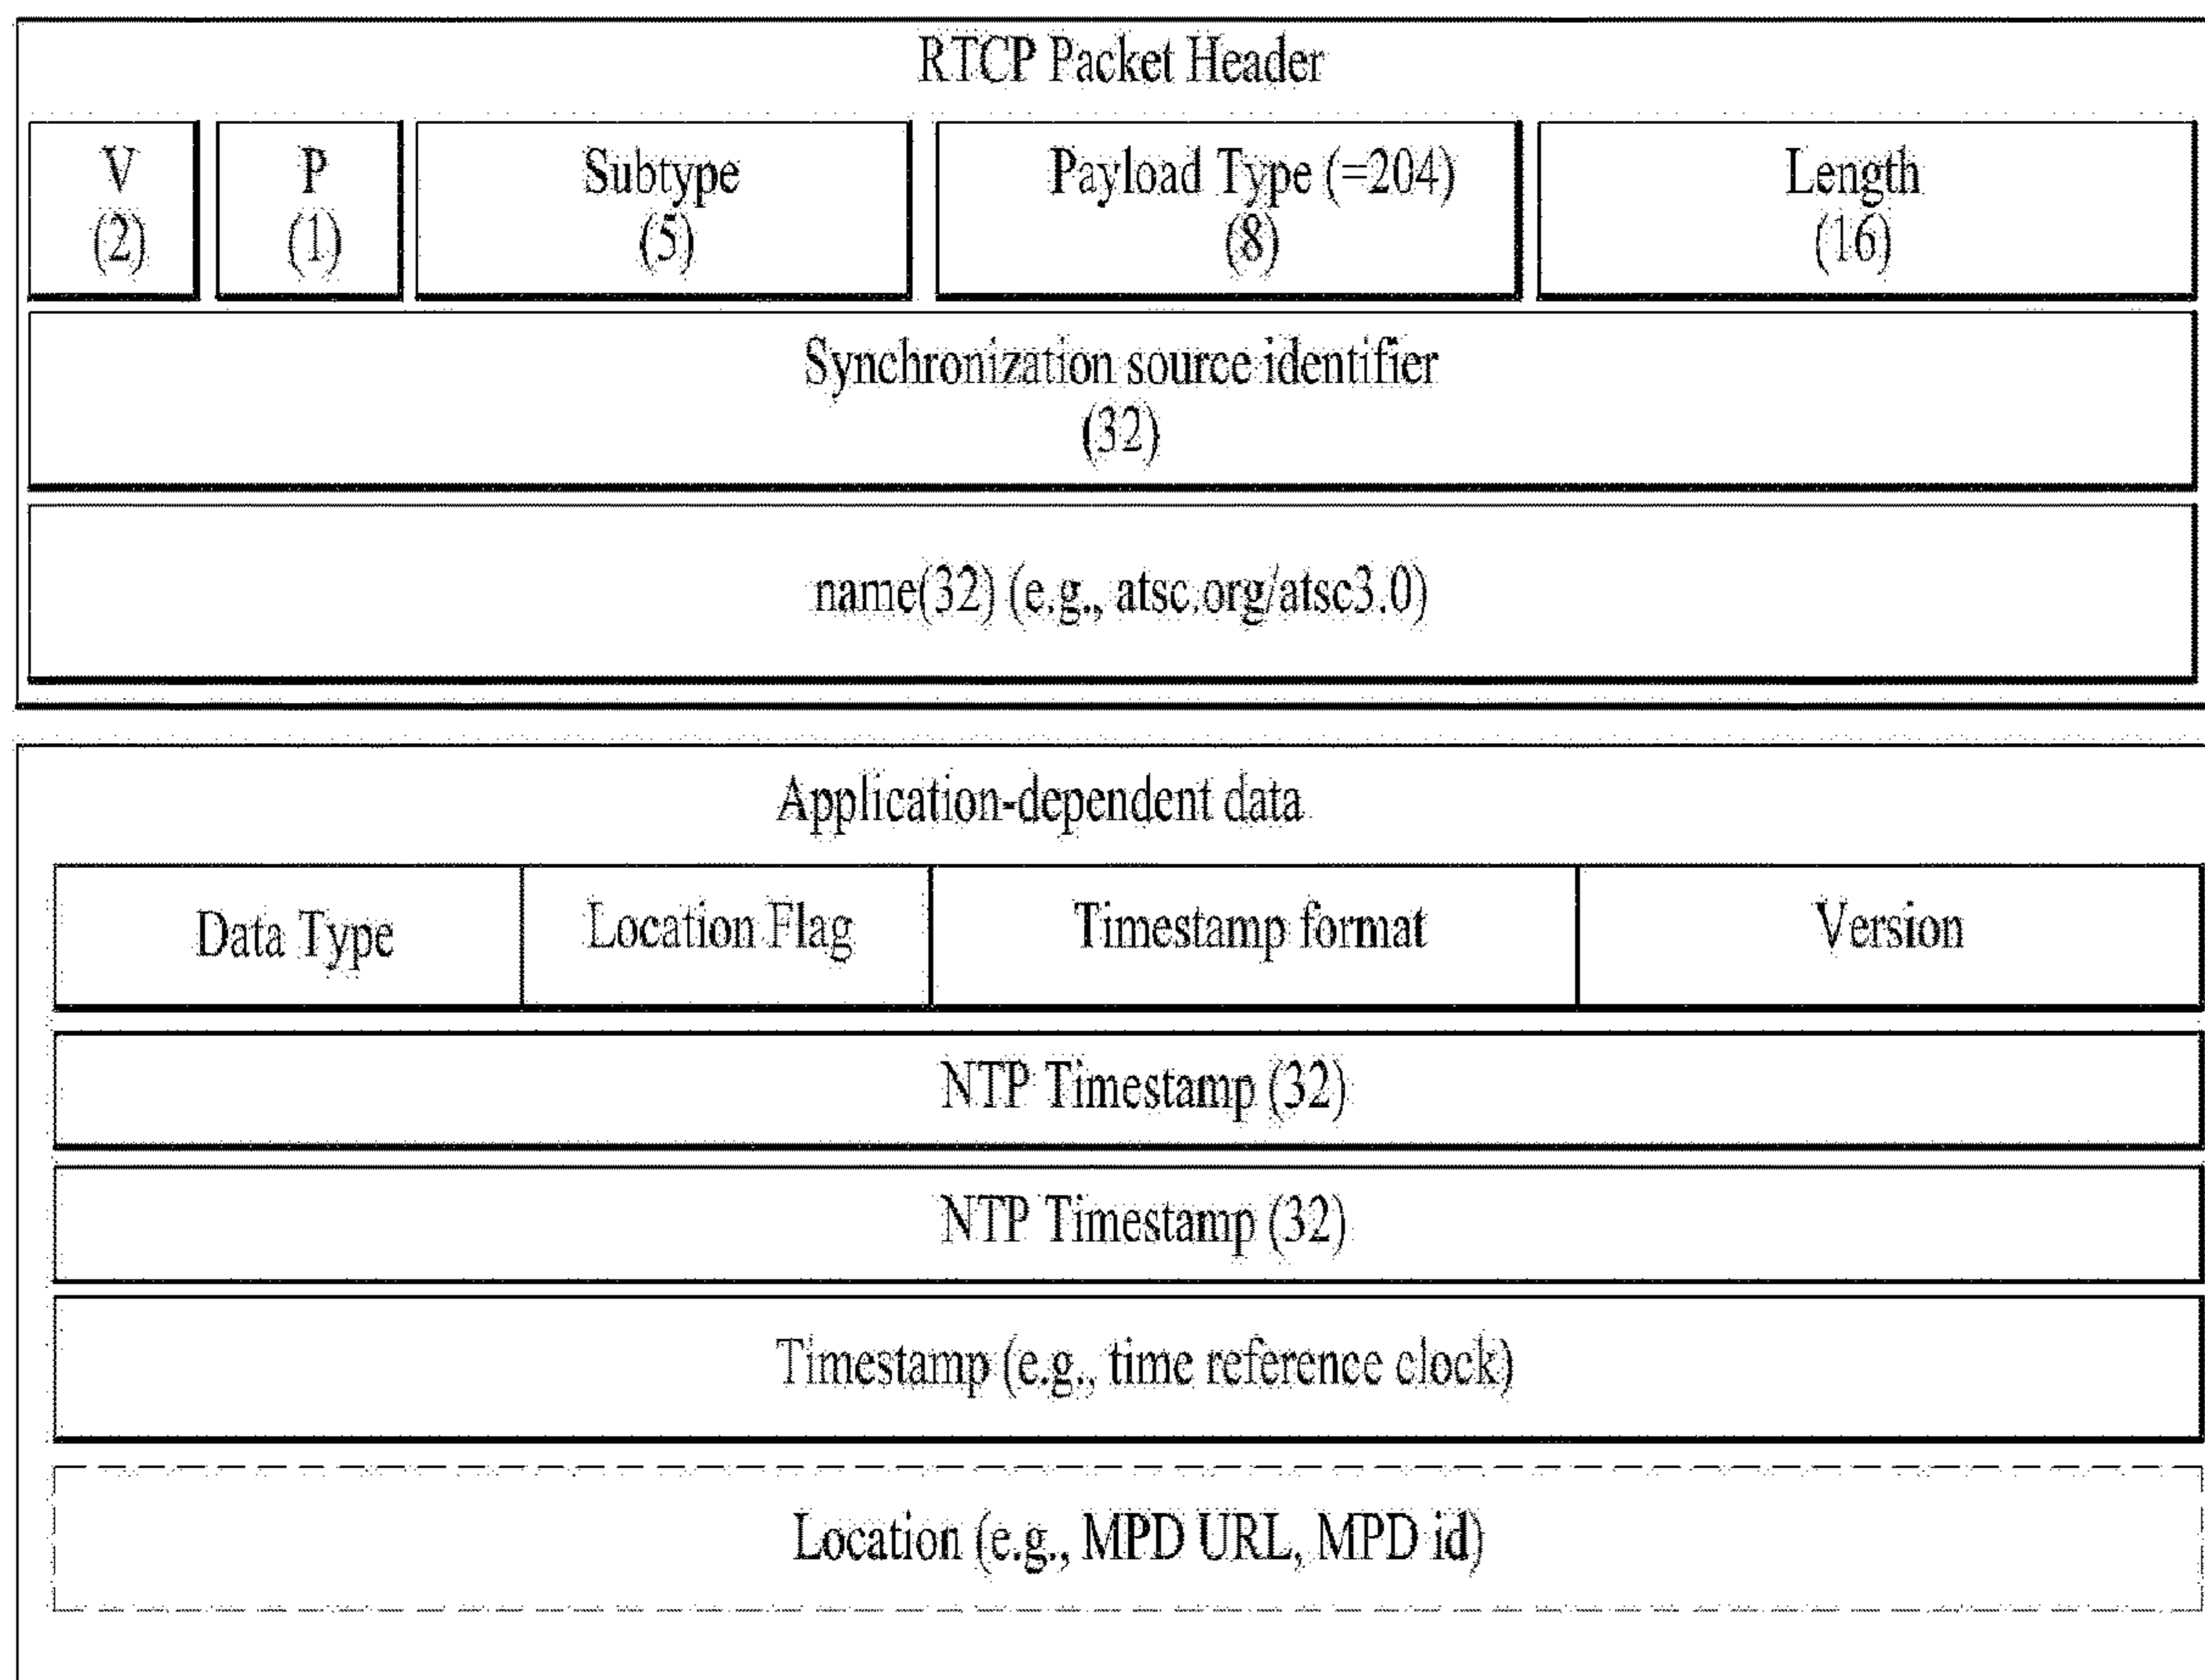 RTCP Packet Header
V
(2)
P
(1)
Subtype
(5)
Payload Type (=204)
(8)
Length
(16)
Synchronization source identifier
(32)
name(32) (e.g., atsc.org/atsc3.0)
Application-dependent data
Data Type
Location Flag
Timestamp format
Version
NTP Timestamp (32)
NTP Timestamp (32)
Timestamp (e.g., time reference clock)
Location (e.g., MPD URL, MPD id)